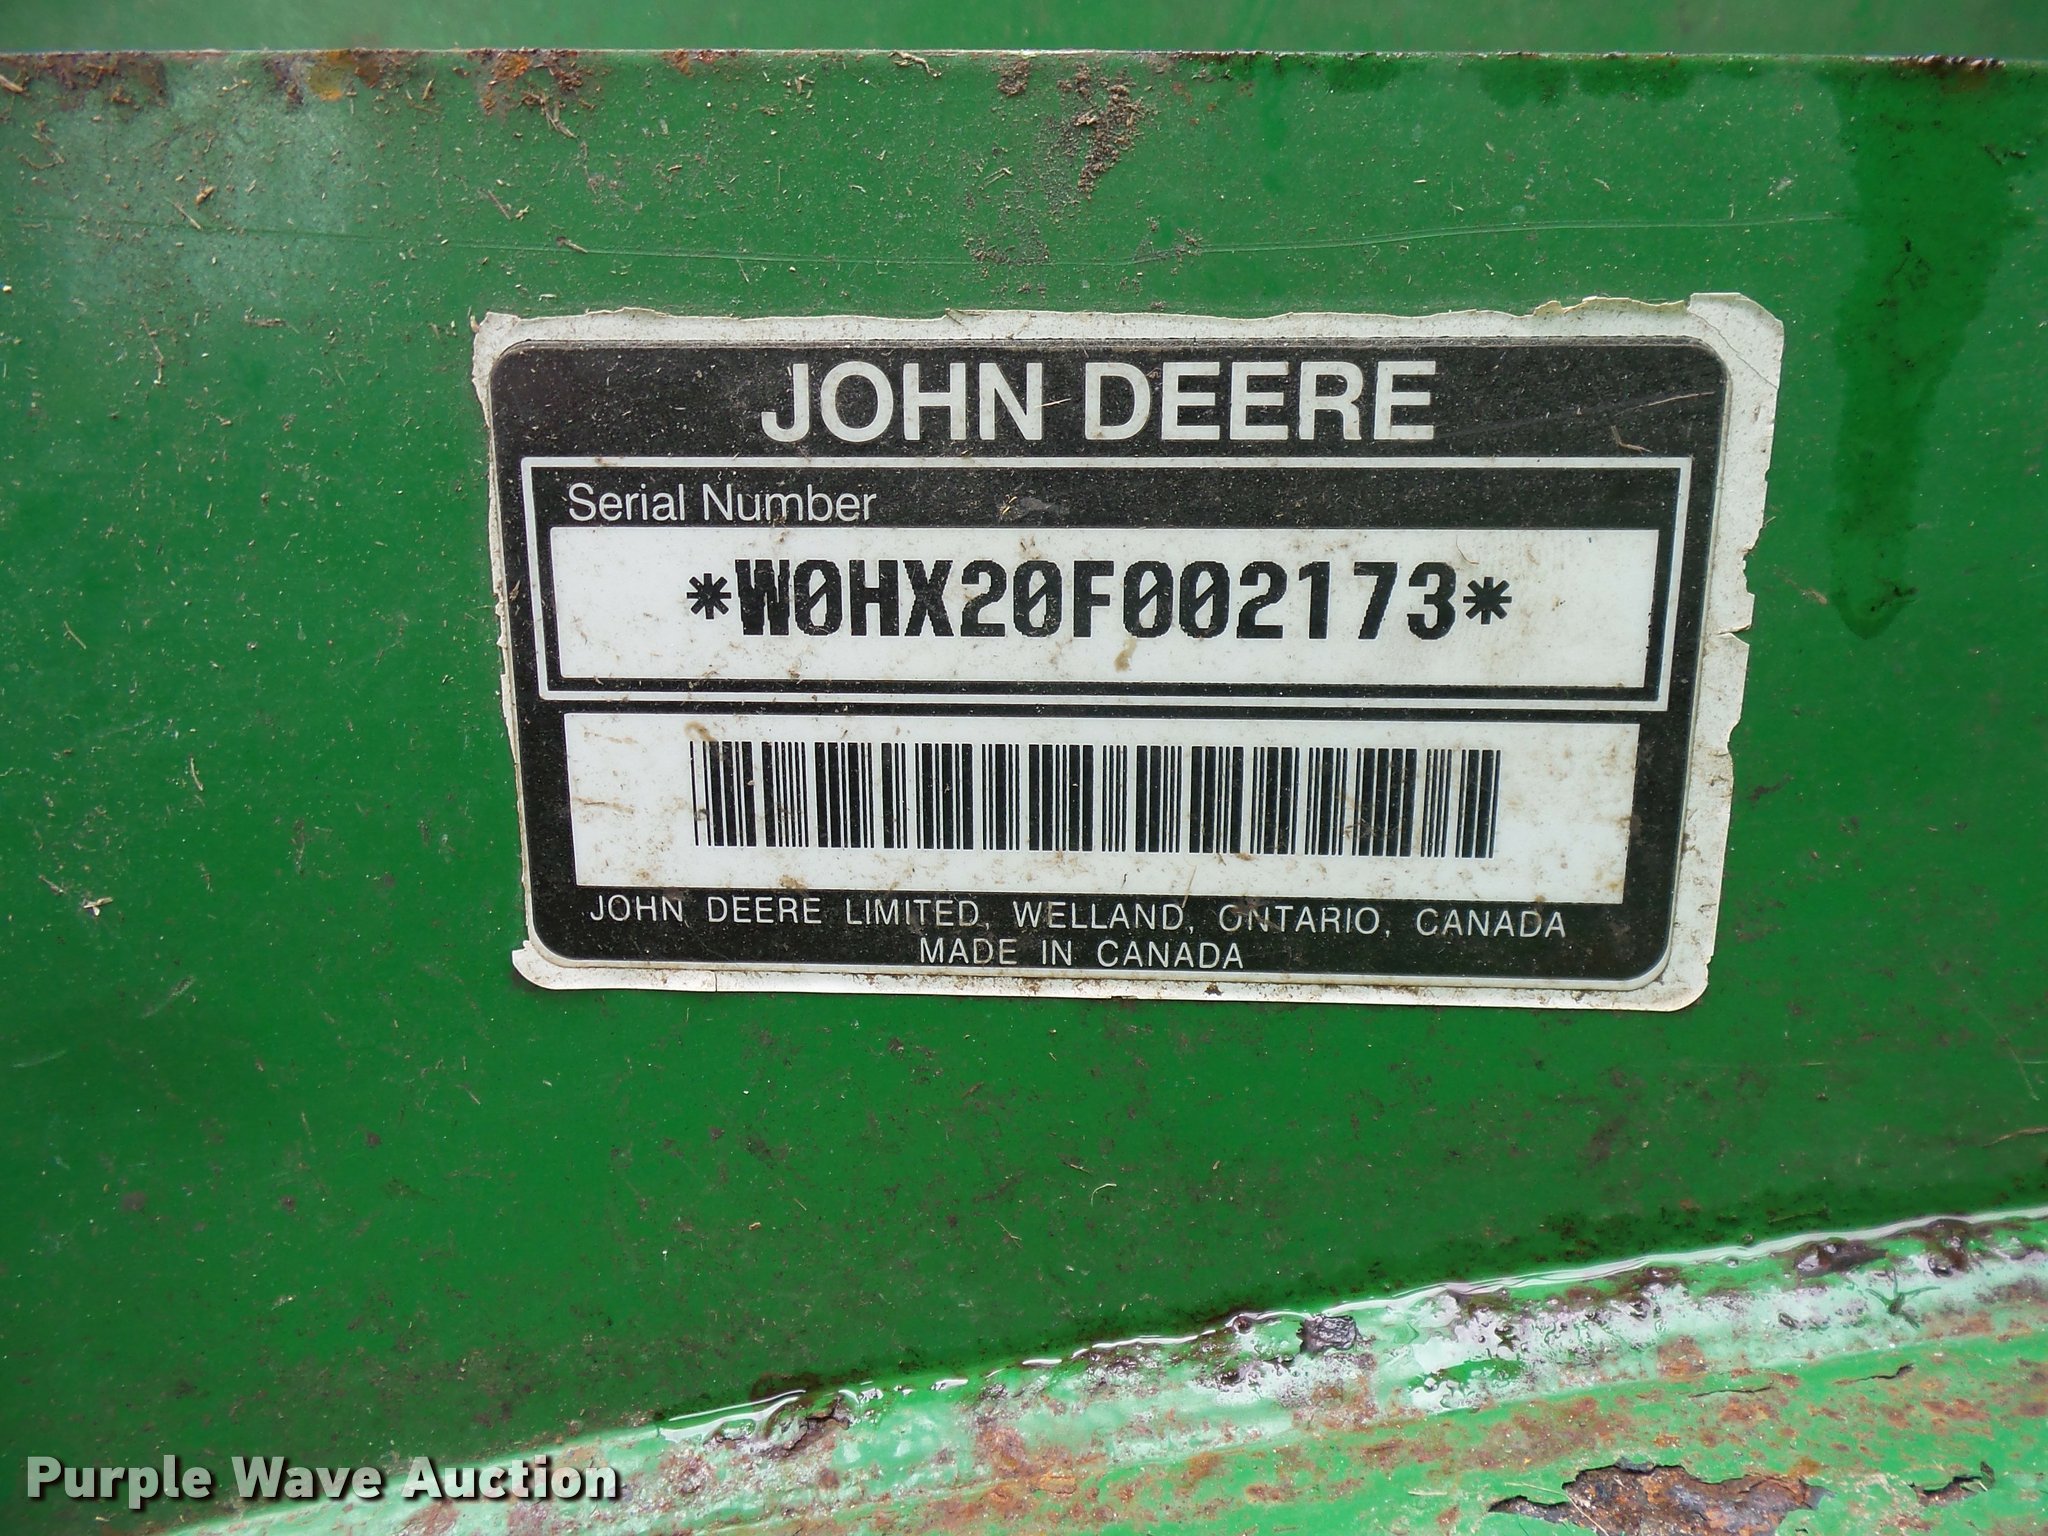 JOHN DEERE
Serial Number
*W0HX20F002173*
JOHN DEERE LIMITED, WELLAND, ONTARIO, CANADA
MADE IN CANADA
Purple Wave Auction